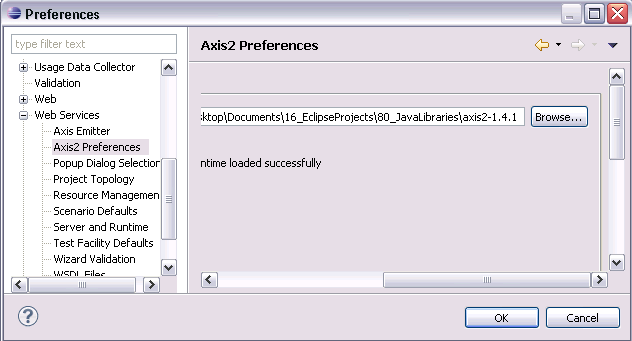 Preferences
type filter text
Usage Data Collector
Validation
Web
Web Services
Axis Emitter
Axis2 Preferences
Popup Dialog Selection
Project Topology
Resource Managemen
Scenario Defaults
Server and Runtime
Test Facility Defaults
Wizard Validation
WSDL Files
Axis2 Preferences
sktop\Documents\16_EclipseProjects\80_JavaLibraries\axis2-1.4.1
Browse...
ntime loaded successfully
OK
Cancel